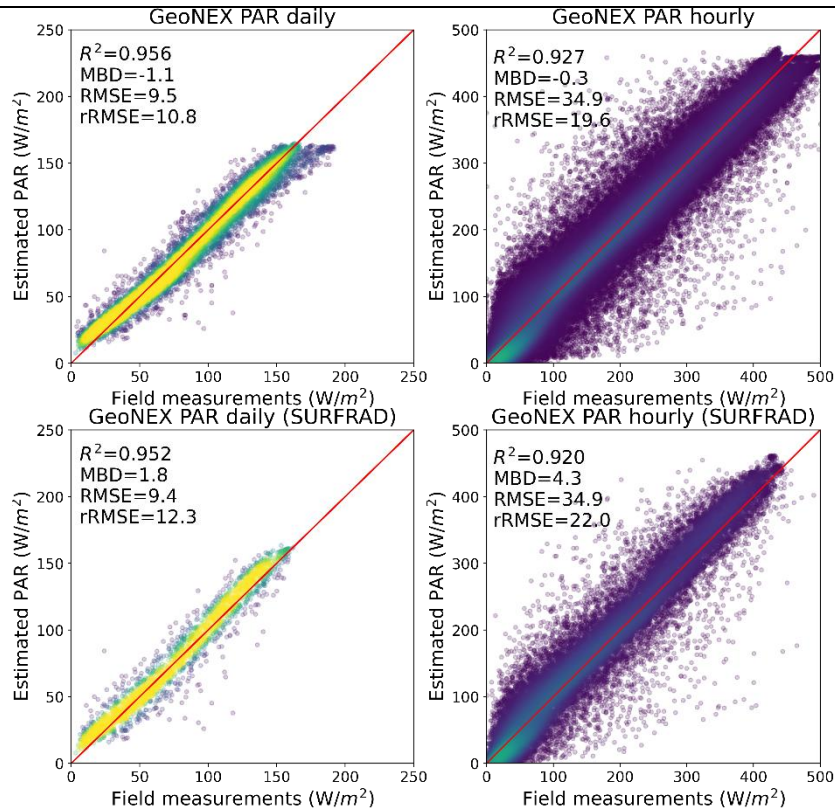 GeoNEX PAR daily
250
200
150
100
50
0
Estimated PAR (W/m²)
R²=0.956
MBD=-1.1
RMSE=9.5
rRMSE=10.8
0 50 100 150 200 250
Field measurements (W/m²)
GeoNEX PAR hourly
500
400
300
200
100
0
Estimated PAR (W/m²)
R²=0.927
MBD=-0.3
RMSE=34.9
rRMSE=19.6
0 100 200 300 400 500
Field measurements (W/m²)
GeoNEX PAR daily (SURFRAD)
250
200
150
100
50
0
Estimated PAR (W/m²)
R²=0.952
MBD=1.8
RMSE=9.4
rRMSE=12.3
0 50 100 150 200 250
Field measurements (W/m²)
GeoNEX PAR hourly (SURFRAD)
500
400
300
200
100
0
Estimated PAR (W/m²)
R²=0.920
MBD=4.3
RMSE=34.9
rRMSE=22.0
0 100 200 300 400 500
Field measurements (W/m²)